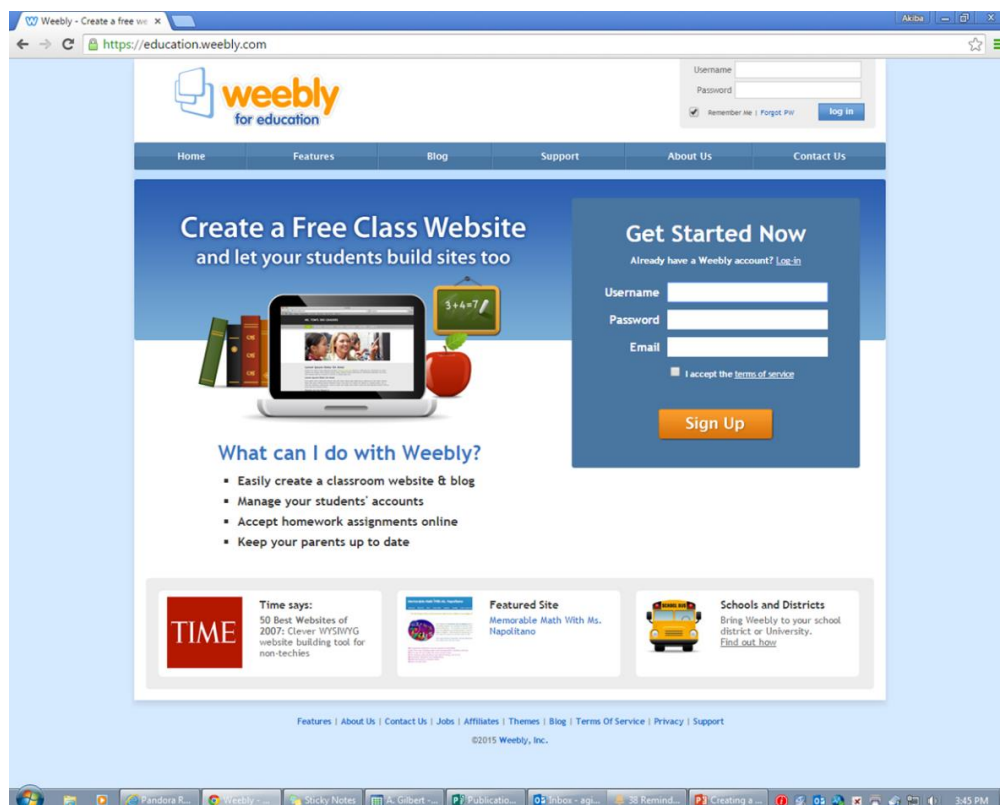 Weebly - Create a free we
Akiba
https://education.weebly.com
weebly
for education
Username
Password
Remember Me | Forgot PW
log in
Home Features Blog Support About Us Contact Us
Create a Free Class Website
and let your students build sites too
3+4=7
Get Started Now
Already have a Weebly account? Log-in
Username
Password
Email
I accept the terms of service
Sign Up
What can I do with Weebly?
Easily create a classroom website & blog
Manage your students' accounts
Accept homework assignments online
Keep your parents up to date
TIME
Time says:
50 Best Websites of
2007: Clever WYSIWYG
website building tool for
non-techies
Featured Site
Memorable Math With Ms.
Napolitano
SCHOOL BUS
Schools and Districts
Bring Weebly to your school
district or University.
Find out how
Features | About Us | Contact Us | Jobs | Affiliates | Themes | Blog | Terms Of Service | Privacy | Support
©2015 Weebly, Inc.
Pandora R... Weebly - ... Sticky Notes A. Gilbert -... Publicatio... Inbox - agi... 38 Remind... Creating a ... 3:45 PM